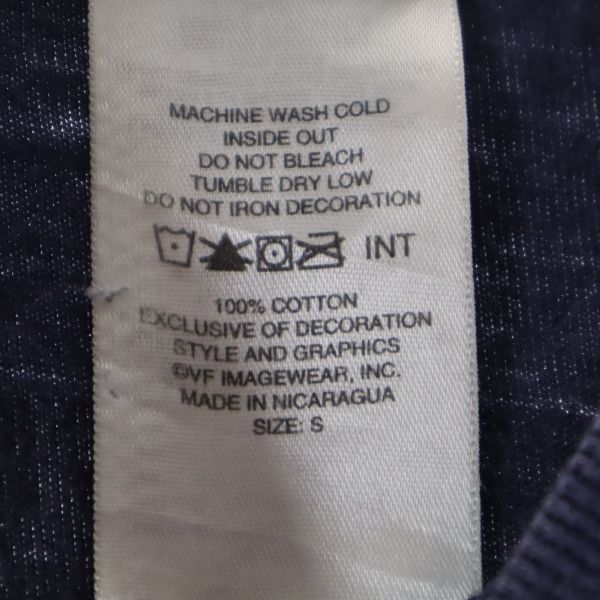 MACHINE WASH COLD
INSIDE OUT
DO NOT BLEACH
TUMBLE DRY LOW
DO NOT IRON DECORATION
INT
100% COTTON
EXCLUSIVE OF DECORATION
STYLE AND GRAPHICS
©VF IMAGEWEAR, INC.
MADE IN NICARAGUA
SIZE: S